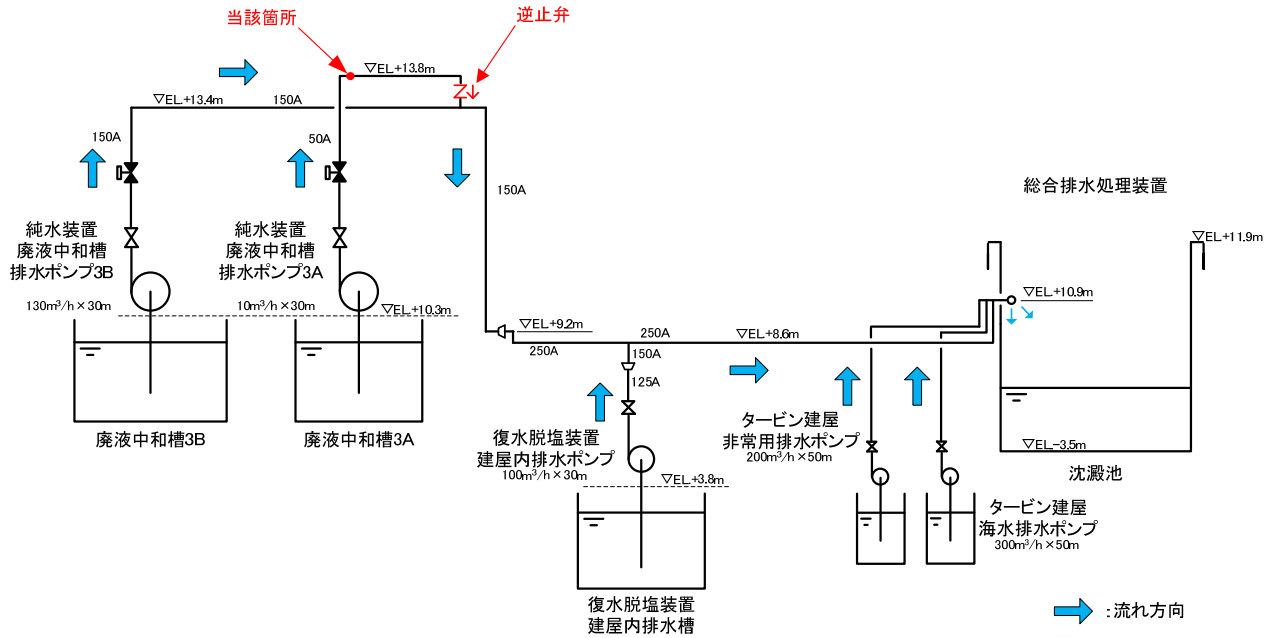 当該箇所
逆止弁
▽EL.+13.8m
▽EL.+13.4m
150A
150A
50A
150A
純水装置
廃液中和槽
排水ポンプ3B
130m³/h×30m
純水装置
廃液中和槽
排水ポンプ3A
10m³/h×30m
▽EL.+10.3m
廃液中和槽3B
廃液中和槽3A
▽EL.+9.2m
250A
250A
▽EL.+8.6m
150A
125A
復水脱塩装置
建屋内排水ポンプ
100m³/h×30m
▽EL.+3.8m
復水脱塩装置
建屋内排水槽
総合排水処理装置
▽EL.+11.9m
▽EL.+10.9m
▽EL.-3.5m
沈澱池
タービン建屋
非常用排水ポンプ
200m³/h×50m
タービン建屋
海水排水ポンプ
300m³/h×50m
:流れ方向